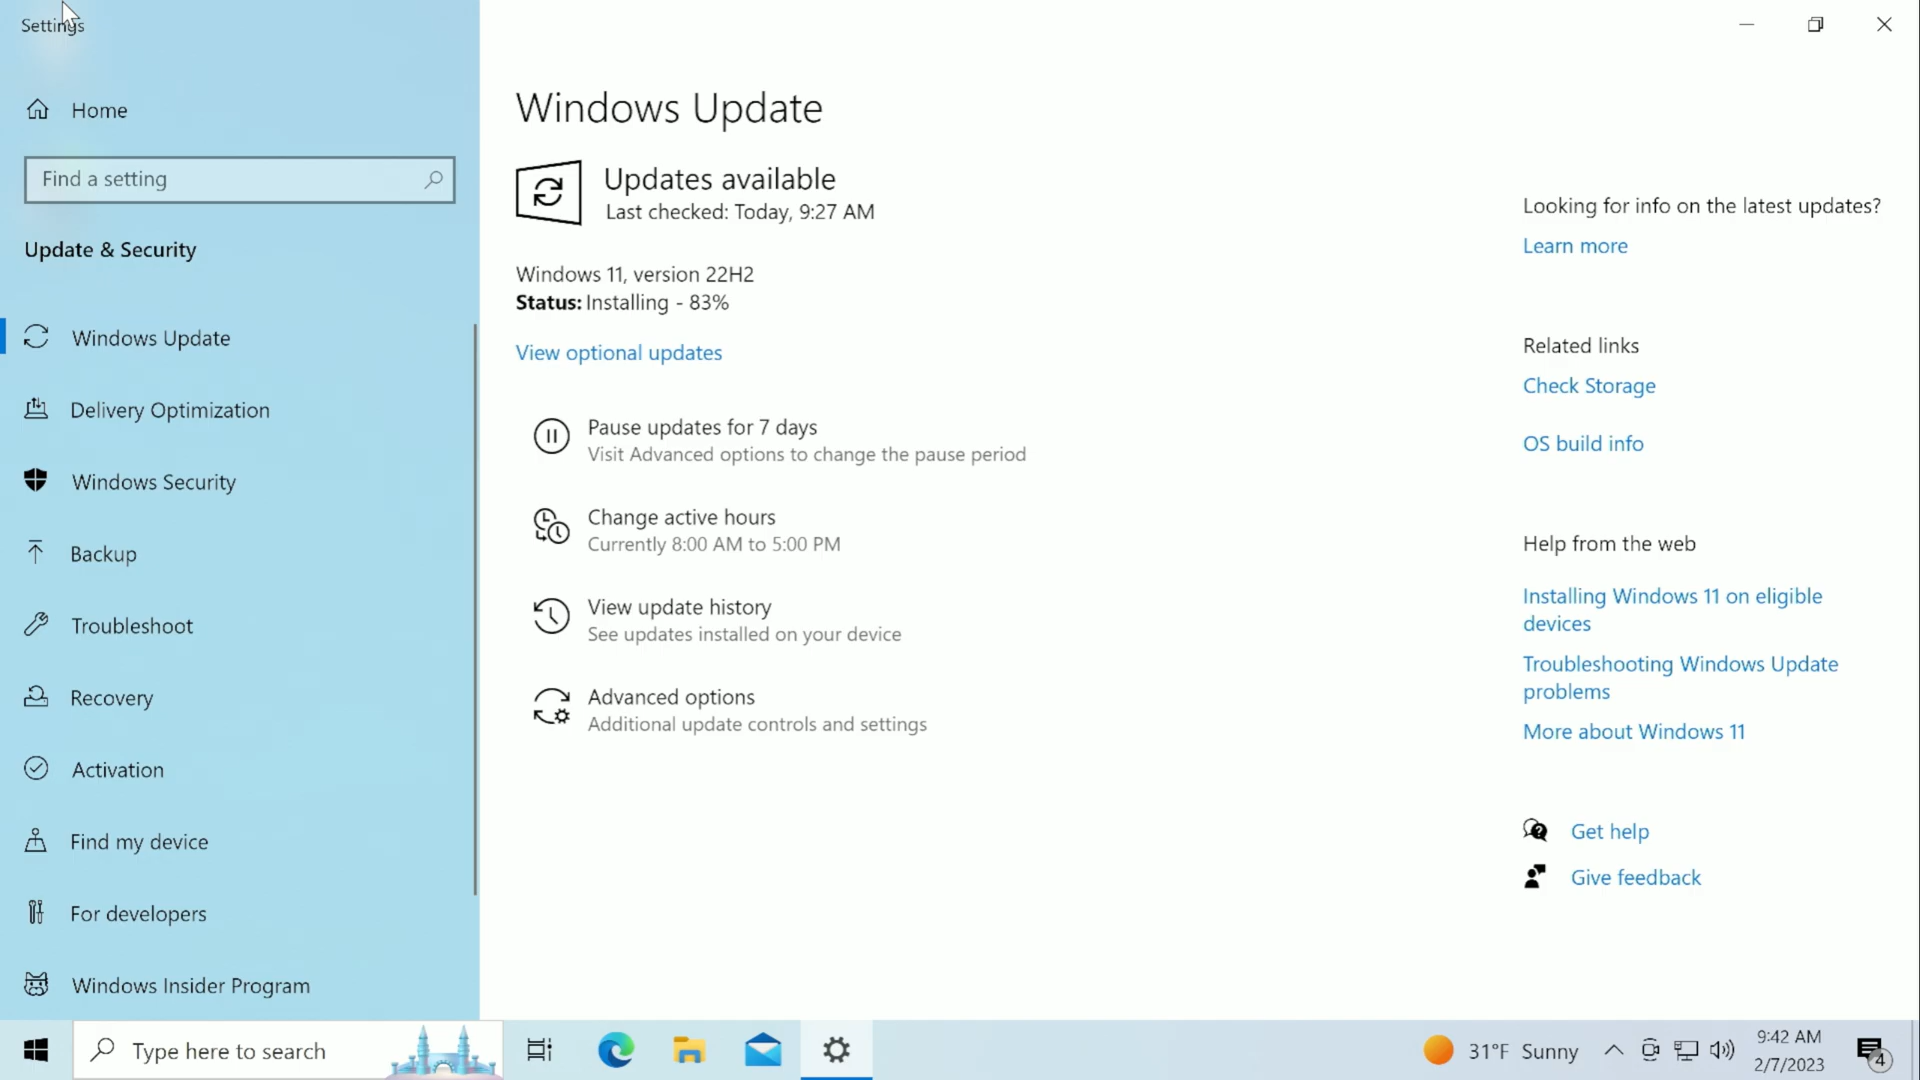 Settings
Home
Find a setting
Update & Security
Windows Update
Delivery Optimization
Windows Security
Backup
Troubleshoot
Recovery
Activation
Find my device
For developers
Windows Insider Program
Windows Update
Updates available
Last checked: Today, 9:27 AM
Windows 11, version 22H2
Status: Installing - 83%
View optional updates
Pause updates for 7 days
Visit Advanced options to change the pause period
Change active hours
Currently 8:00 AM to 5:00 PM
View update history
See updates installed on your device
Advanced options
Additional update controls and settings
Looking for info on the latest updates?
Learn more
Related links
Check Storage
OS build info
Help from the web
Installing Windows 11 on eligible
devices
Troubleshooting Windows Update
problems
More about Windows 11
Get help
Give feedback
Type here to search
31°F Sunny
9:42 AM
2/7/2023
4